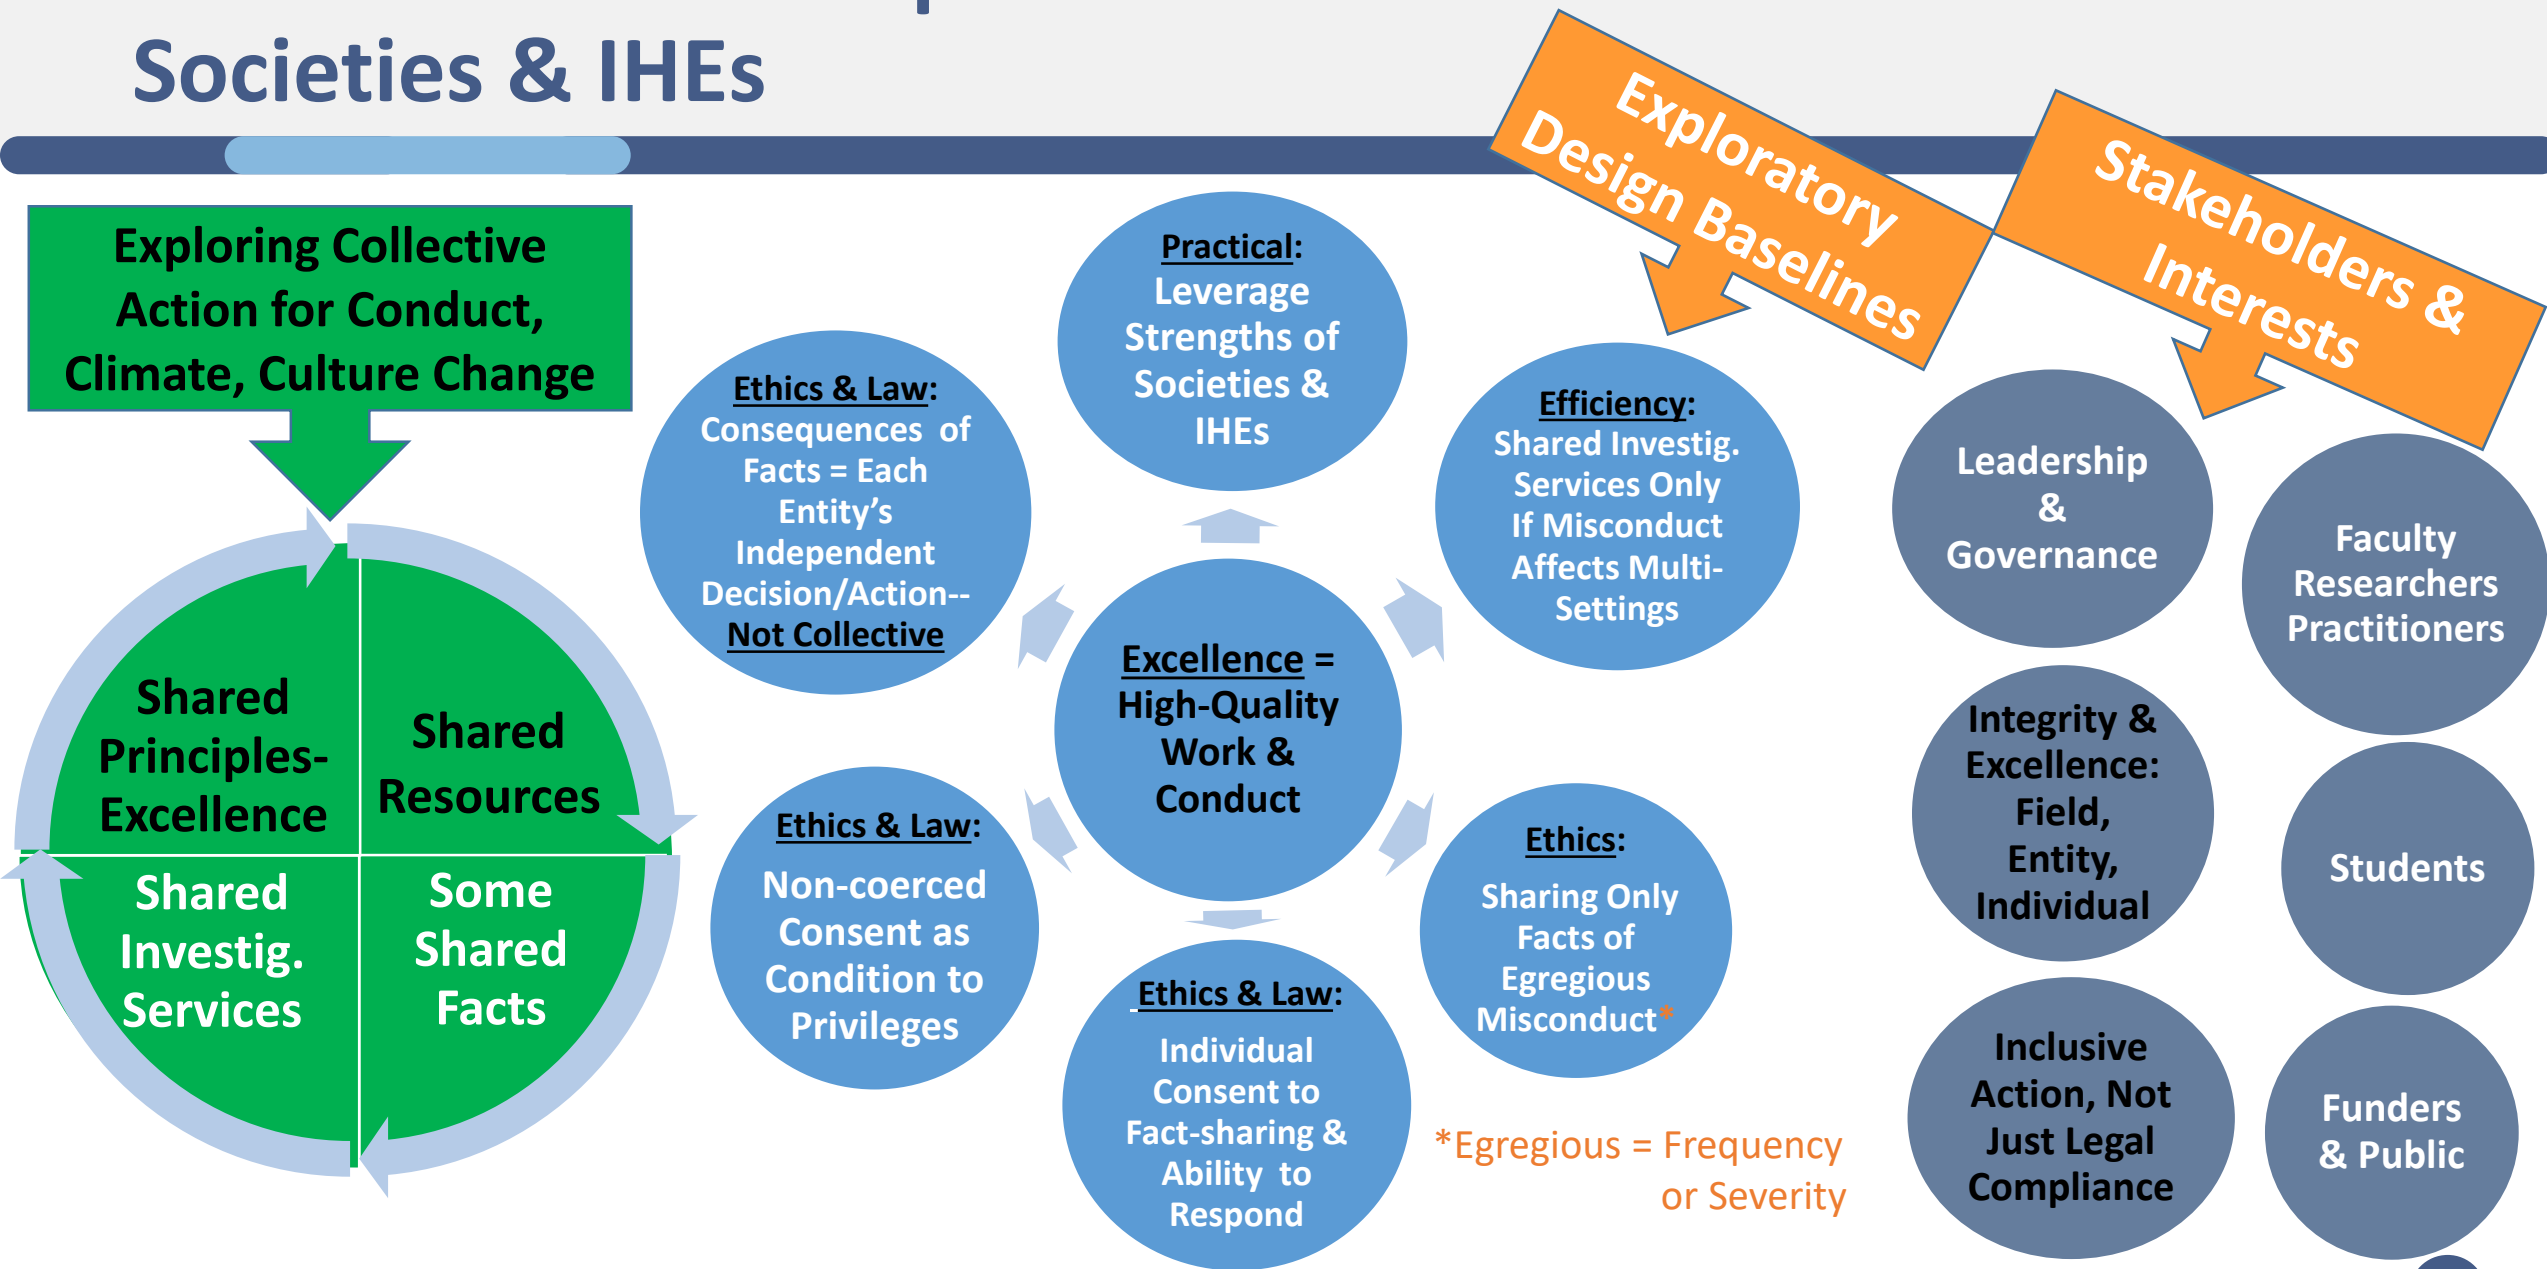 Societies & IHEs
Exploring Collective
Action for Conduct,
Climate, Culture Change
Shared
Principles-
Excellence
Shared
Resources
Shared
Investig.
Services
Some
Shared
Facts
Ethics & Law:
Consequences of
Facts = Each
Entity’s
Independent
Decision/Action--
Not Collective
Practical:
Leverage
Strengths of
Societies &
IHEs
Efficiency:
Shared Investig.
Services Only
If Misconduct
Affects Multi-
Settings
Excellence =
High-Quality
Work &
Conduct
Ethics & Law:
Non-coerced
Consent as
Condition to
Privileges
Ethics & Law:
Individual
Consent to
Fact-sharing &
Ability to
Respond
Ethics:
Sharing Only
Facts of
Egregious
Misconduct*
*Egregious = Frequency
or Severity
Exploratory
Design Baselines
Stakeholders &
Interests
Leadership
&
Governance
Faculty
Researchers
Practitioners
Integrity &
Excellence:
Field,
Entity,
Individual
Students
Inclusive
Action, Not
Just Legal
Compliance
Funders
& Public